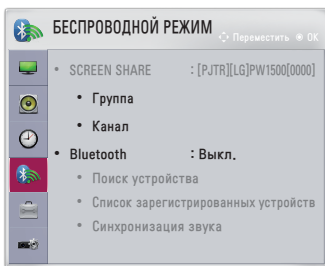 БЕСПРОВОДНОЙ РЕЖИМ Переместить OK
• SCREEN SHARE : [PJTR][LG]PW1500[0000]
• Группа
• Канал
• Bluetooth : Выкл.
• Поиск устройства
• Список зарегистрированных устройств
• Синхронизация звука